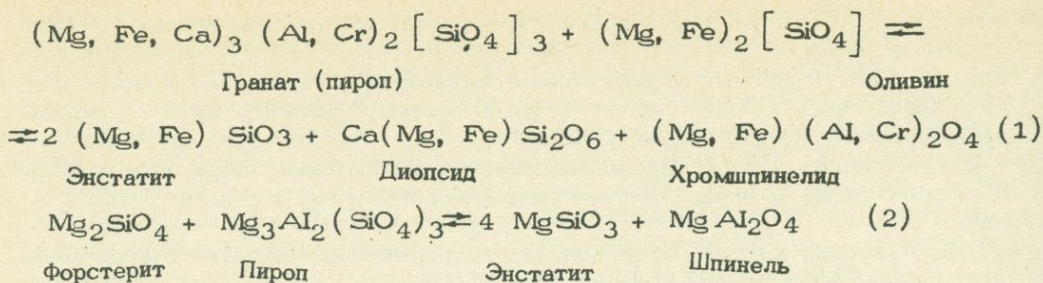 (Mg, Fe, Ca)₃ (Al, Cr)₂ [SiO₄]₃ + (Mg, Fe)₂ [SiO₄] ⇌
Гранат (пироп) Оливин
⇌ 2 (Mg, Fe) SiO3 + Ca(Mg, Fe) Si₂O₆ + (Mg, Fe) (Al, Cr)₂O₄ (1)
Энстатит Диопсид Хромшпинелид
Mg₂SiO₄ + Mg₃Al₂(SiO₄)₃ ⇌ 4 MgSiO₃ + MgAl₂O₄ (2)
Форстерит Пироп Энстатит Шпинель